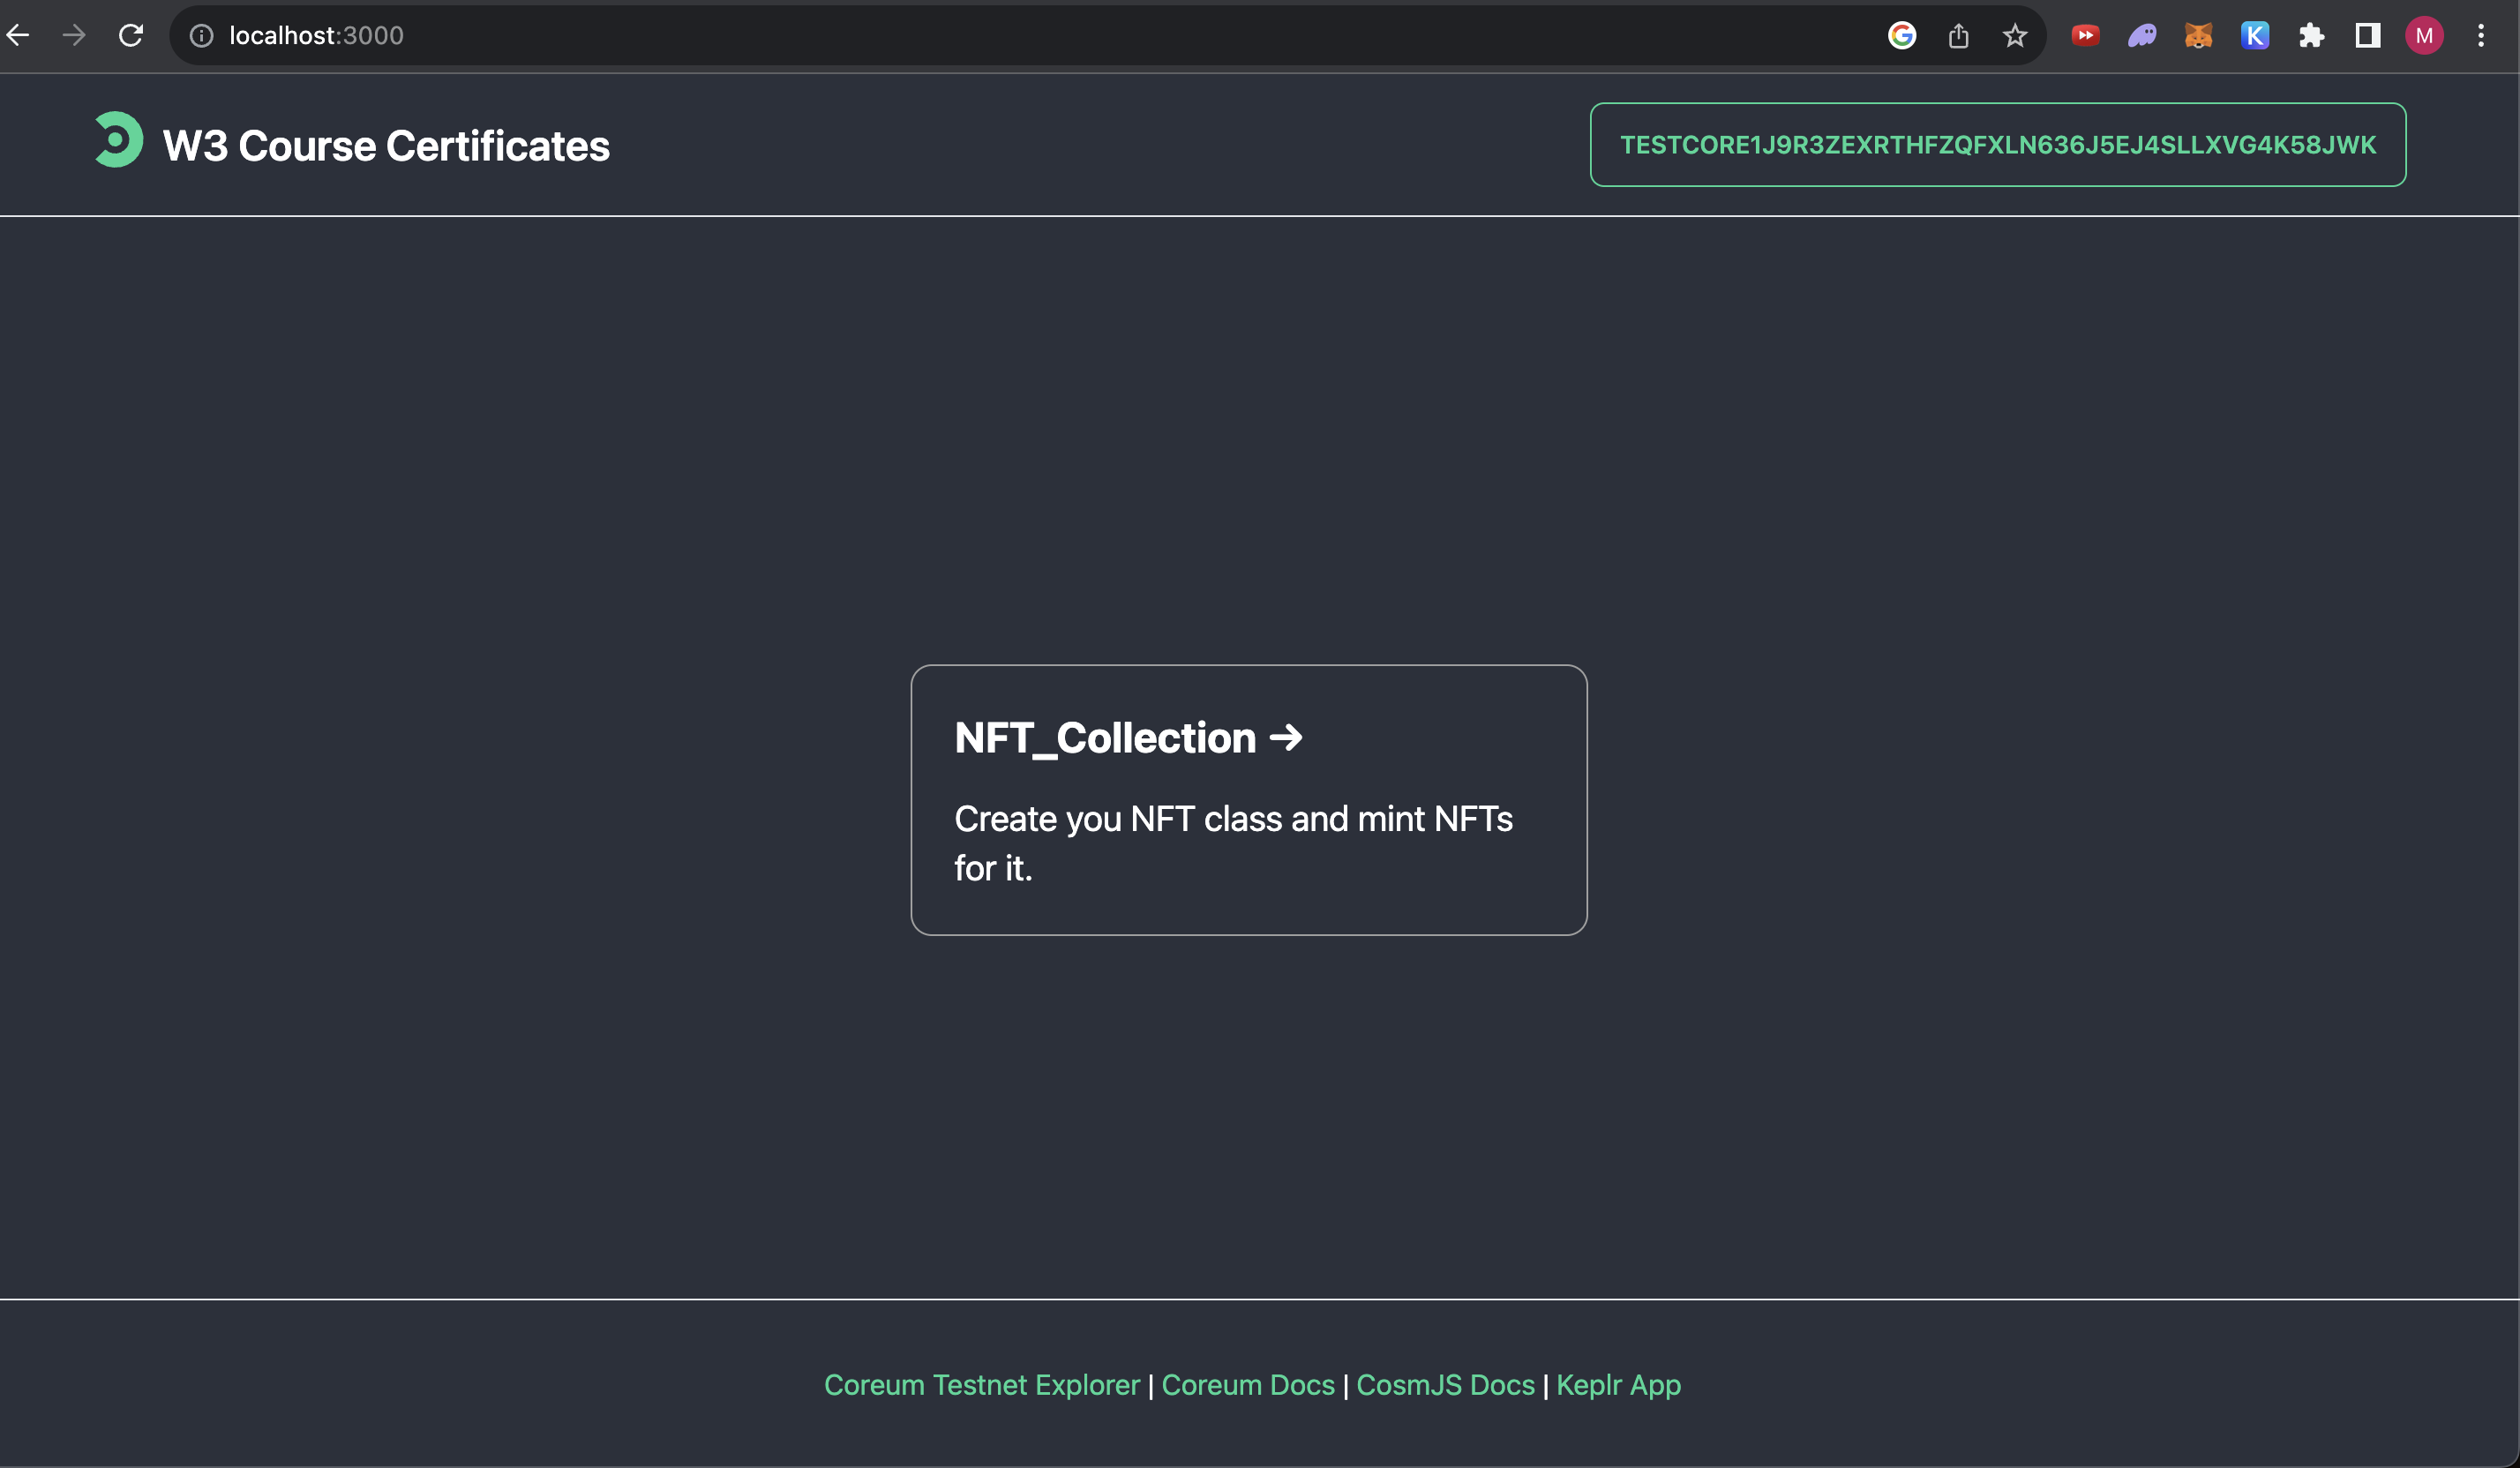 localhost:3000
M
W3 Course Certificates
TESTCORE1J9R3ZEXRTHFZQFXLN636J5EJ4SLLXVG4K58JWK
NFT_Collection →
Create you NFT class and mint NFTs
for it.
Coreum Testnet Explorer | Coreum Docs | CosmJS Docs | Keplr App